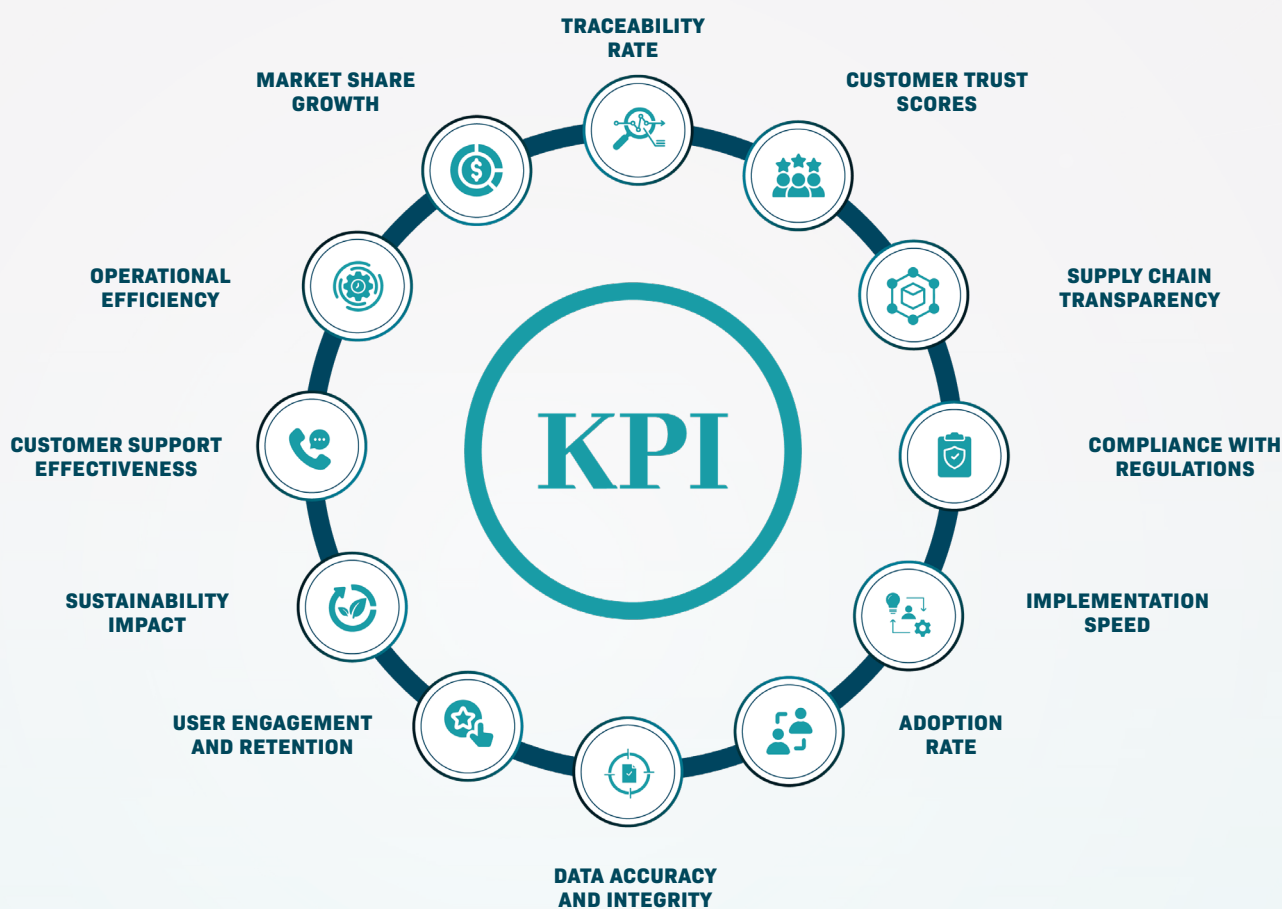 TRACEABILITY
RATE
CUSTOMER TRUST
SCORES
SUPPLY CHAIN
TRANSPARENCY
COMPLIANCE WITH
REGULATIONS
IMPLEMENTATION
SPEED
ADOPTION
RATE
DATA ACCURACY
AND INTEGRITY
USER ENGAGEMENT
AND RETENTION
SUSTAINABILITY
IMPACT
CUSTOMER SUPPORT
EFFECTIVENESS
OPERATIONAL
EFFICIENCY
MARKET SHARE
GROWTH
KPI